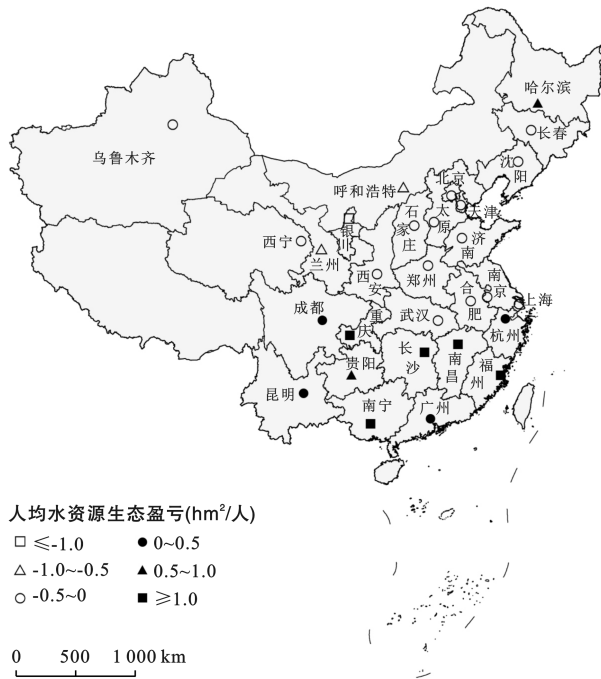 哈尔滨
长春
沈阳
乌鲁木齐
呼和浩特
北京
天津
石家庄
太原
银川
济南
西宁
兰州
西安
郑州
南京
合肥
上海
成都
重庆
武汉
杭州
贵阳
长沙
南昌
福州
昆明
南宁
广州
人均水资源生态盈亏(hm²/人)
≤-1.0
0~0.5
-1.0~-0.5
0.5~1.0
-0.5~0
≥1.0
0 500 1 000 km